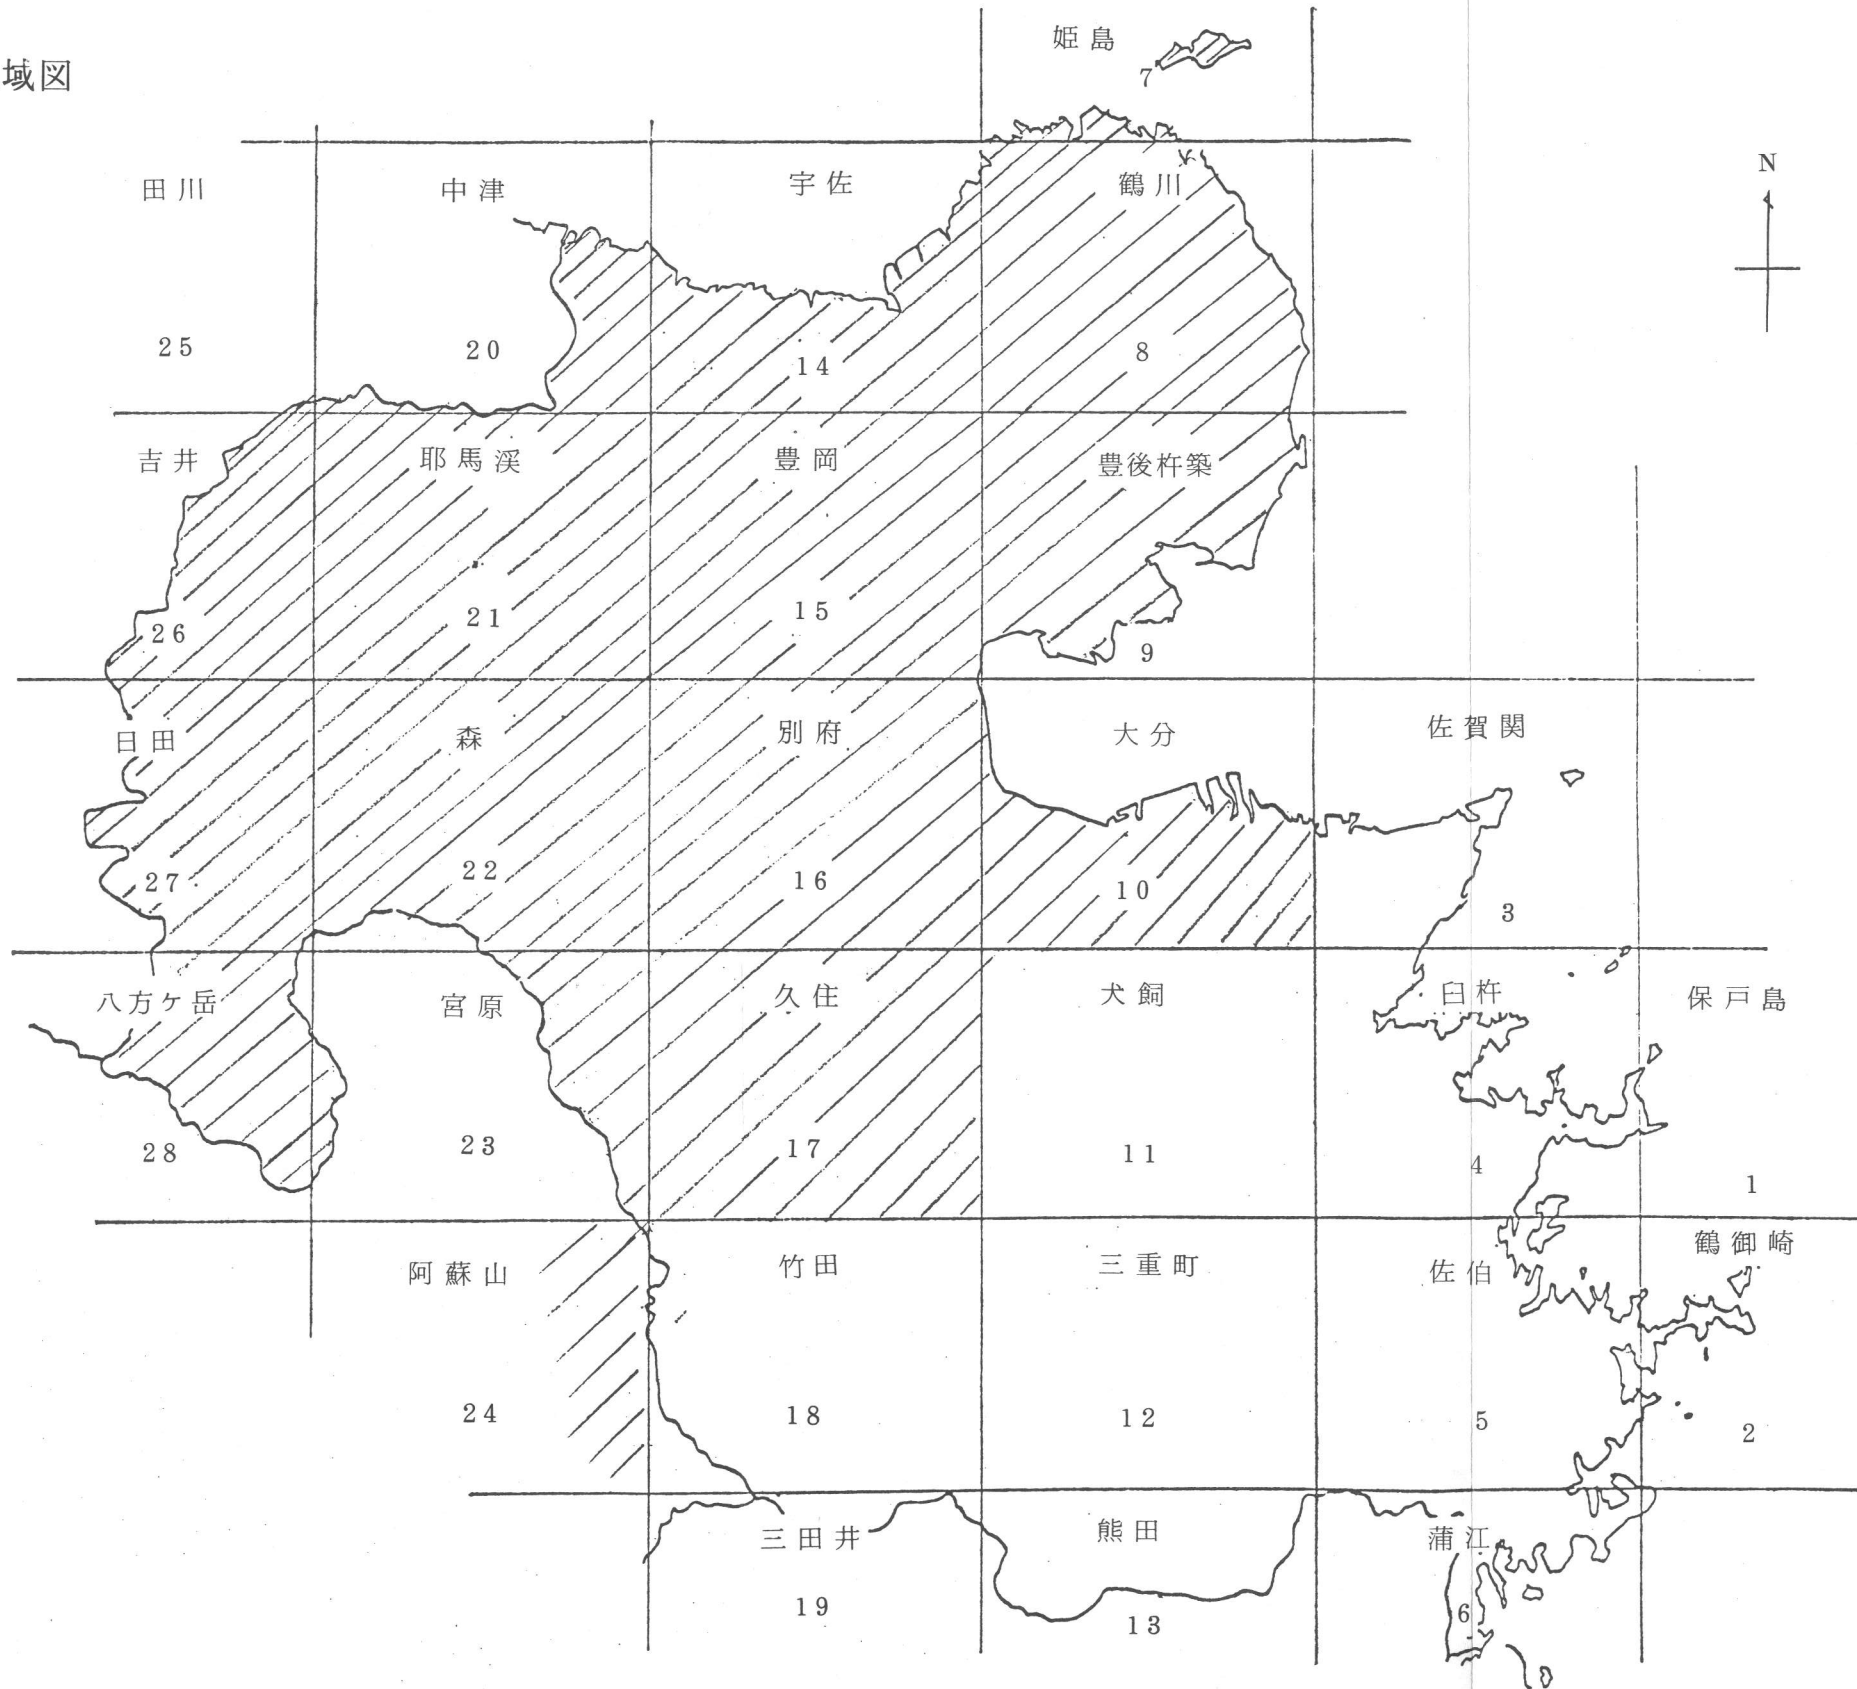 域図
姫島
7
N
田川
中津
宇佐
鶴川
25
20
14
8
吉井
耶馬渓
豊岡
豊後杵築
26
21
15
9
日田
森
別府
大分
佐賀関
27
22
16
10
3
八方ケ岳
宮原
久住
犬飼
臼杵
保戸島
28
23
17
11
4
1
阿蘇山
竹田
三重町
佐伯
鶴御崎
24
18
12
5
2
三田井
熊田
蒲江
19
13
6